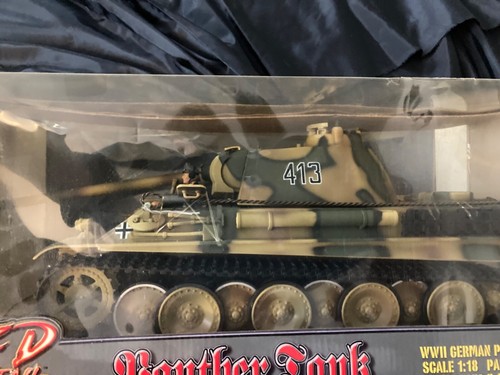 413
Panther Tank
WWII GERMAN P
SCALE 1:18 PA